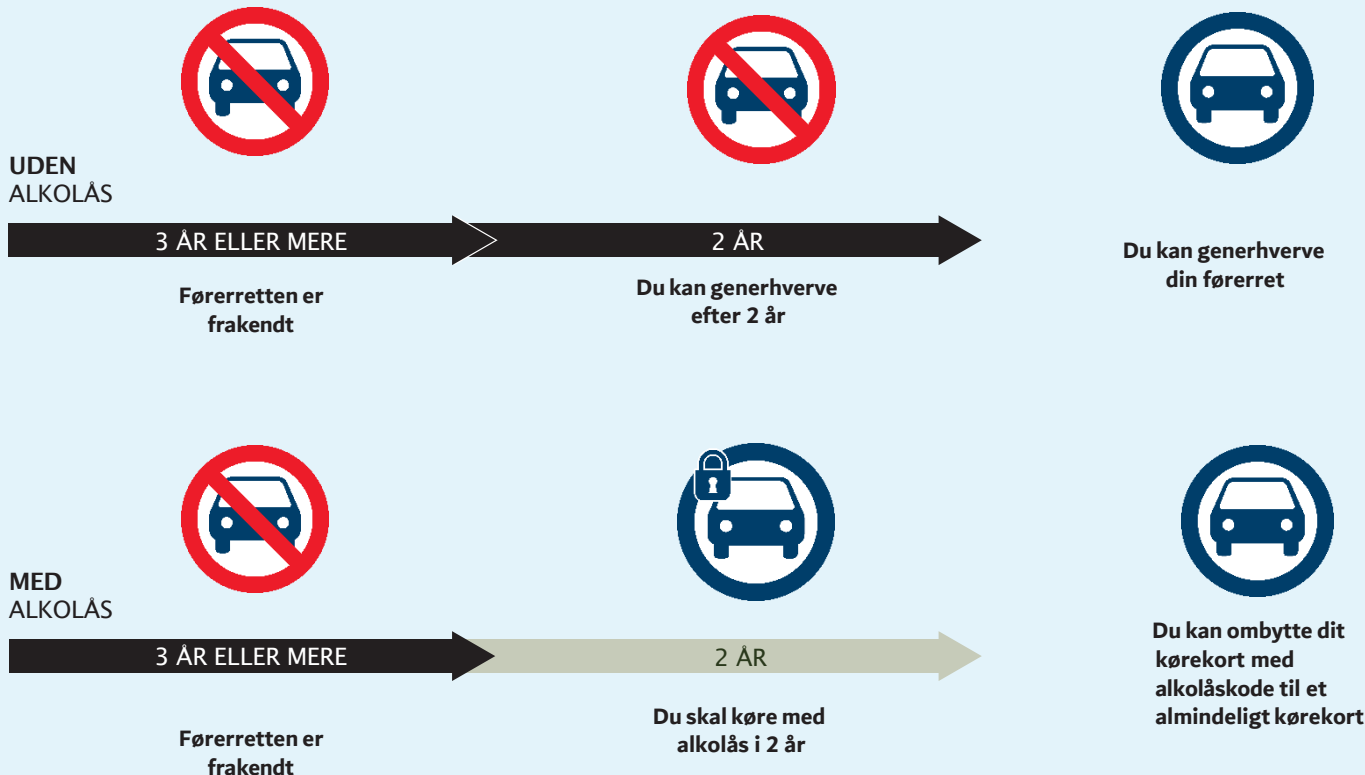 UDEN
ALKOLÅS
3 ÅR ELLER MERE
2 ÅR
Førerretten er
frakendt
Du kan generhverve
efter 2 år
Du kan generhverve
din førerret
MED
ALKOLÅS
3 ÅR ELLER MERE
2 ÅR
Førerretten er
frakendt
Du skal køre med
alkolås i 2 år
Du kan ombytte dit
kørekort med
alkolåskode til et
almindeligt kørekort